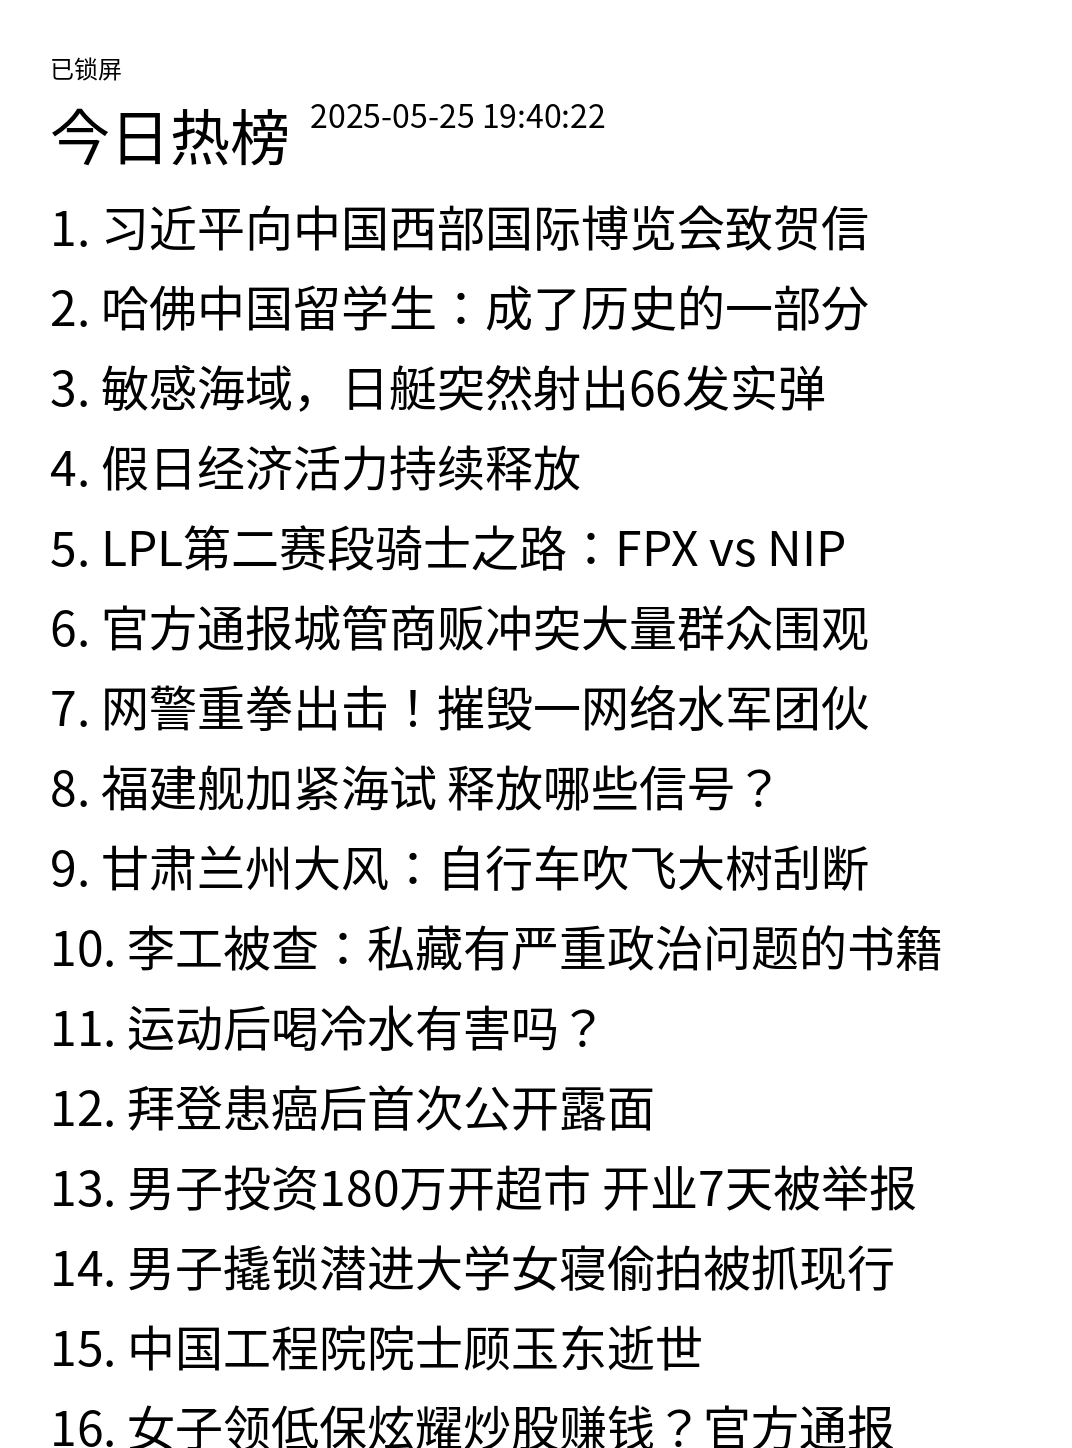 已锁屏
今日热榜 2025-05-25 19:40:22
1. 习近平向中国西部国际博览会致贺信
2. 哈佛中国留学生：成了历史的一部分
3. 敏感海域，日艇突然射出66发实弹
4. 假日经济活力持续释放
5. LPL第二赛段骑士之路：FPX vs NIP
6. 官方通报城管商贩冲突大量群众围观
7. 网警重拳出击！摧毁一网络水军团伙
8. 福建舰加紧海试 释放哪些信号？
9. 甘肃兰州大风：自行车吹飞大树刮断
10. 李工被查：私藏有严重政治问题的书籍
11. 运动后喝冷水有害吗？
12. 拜登患癌后首次公开露面
13. 男子投资180万开超市 开业7天被举报
14. 男子撬锁潜进大学女寝偷拍被抓现行
15. 中国工程院院士顾玉东逝世
16. 女子领低保炫耀炒股赚钱？官方通报